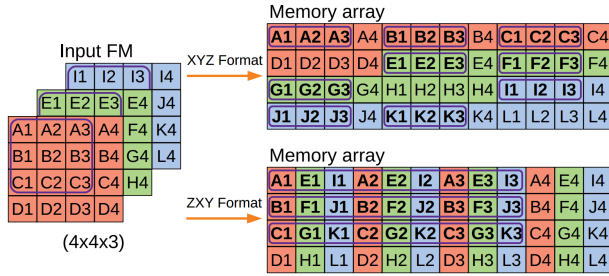 Input FM
I1 I2 I3 I4
E1 E2 E3 E4 J4
A1 A2 A3 A4 F4 K4
B1 B2 B3 B4 G4 L4
C1 C2 C3 C4 H4
D1 D2 D3 D4
(4x4x3)
XYZ Format
Memory array
A1 A2 A3 A4 B1 B2 B3 B4 C1 C2 C3 C4
D1 D2 D3 D4 E1 E2 E3 E4 F1 F2 F3 F4
G1 G2 G3 G4 H1 H2 H3 H4 I1 I2 I3 I4
J1 J2 J3 J4 K1 K2 K3 K4 L1 L2 L3 L4
ZXY Format
Memory array
A1 E1 I1 A2 E2 I2 A3 E3 I3 A4 E4 I4
B1 F1 J1 B2 F2 J2 B3 F3 J3 B4 F4 J4
C1 G1 K1 C2 G2 K2 C3 G3 K3 C4 G4 K4
D1 H1 L1 D2 H2 L2 D3 H3 L3 D4 H4 L4